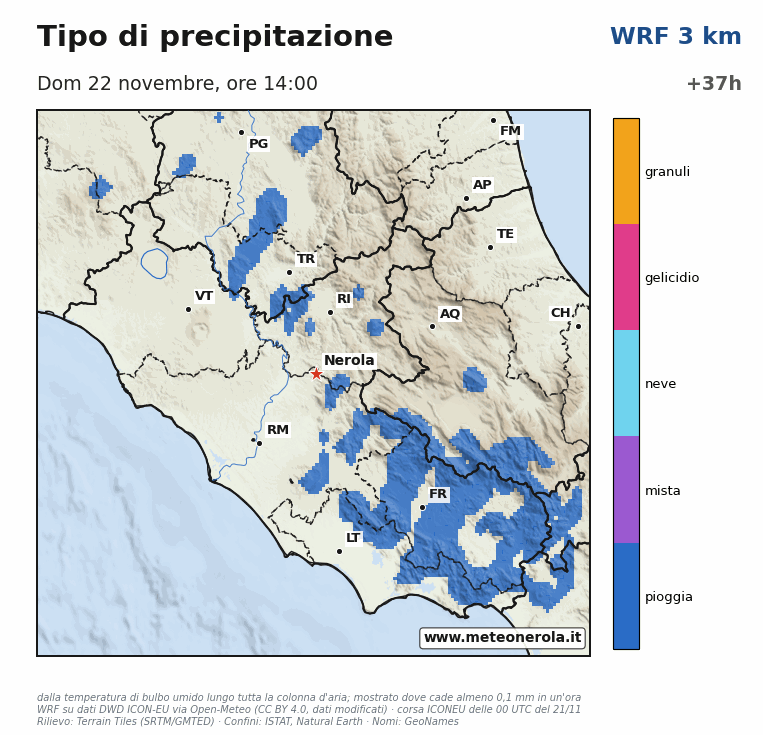 Tipo di precipitazione
WRF 3 km
Dom 22 novembre, ore 14:00
+37h
FM
PG
AP
TE
TR
VT
RI
AQ
CH
Nerola
RM
FR
LT
www.meteonerola.it
granuli
gelicidio
neve
mista
pioggia
dalla temperatura di bulbo umido lungo tutta la colonna d'aria; mostrato dove cade almeno 0,1 mm in un'ora
WRF su dati DWD ICON-EU via Open-Meteo (CC BY 4.0, dati modificati) · corsa ICONEU delle 00 UTC del 21/11
Rilievo: Terrain Tiles (SRTM/GMTED) · Confini: ISTAT, Natural Earth · Nomi: GeoNames